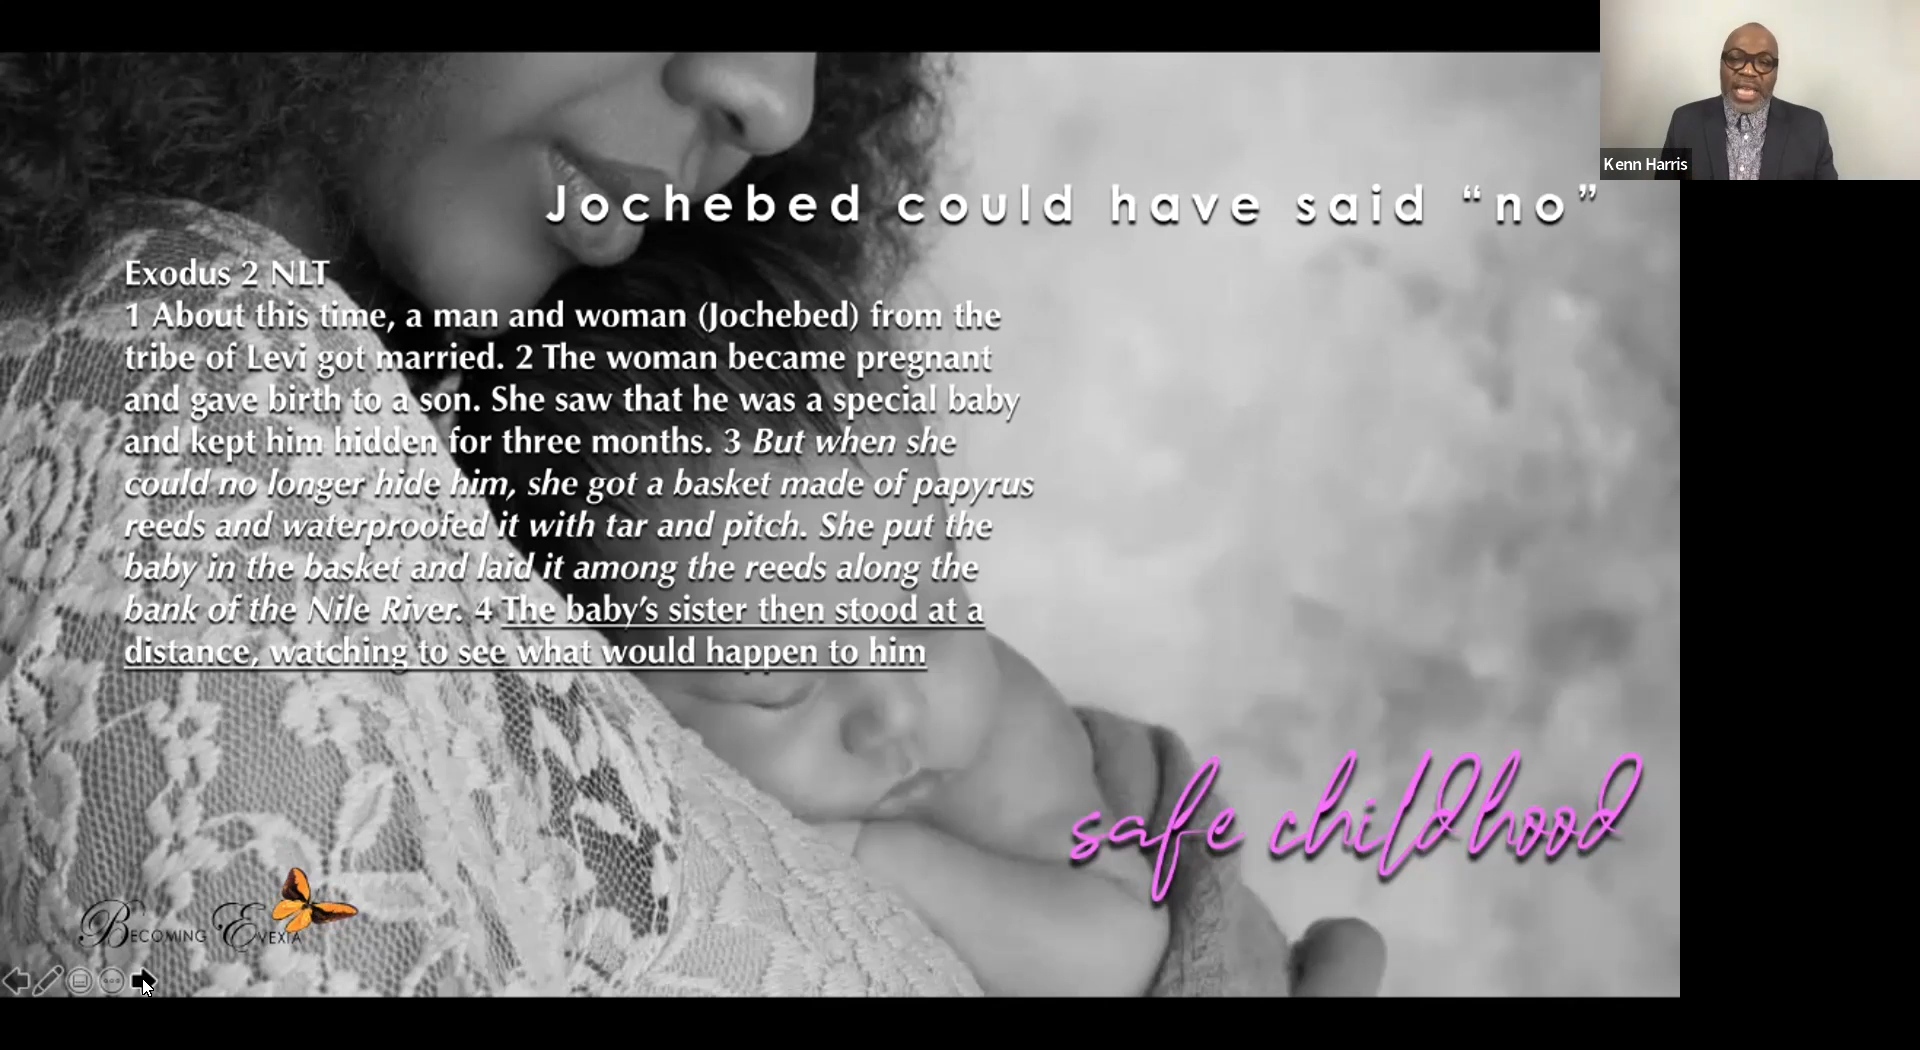 Kenn Harris
Jochebed could have said “no”
Exodus 2 NLT
1 About this time, a man and woman (Jochebed) from the
tribe of Levi got married. 2 The woman became pregnant
and gave birth to a son. She saw that he was a special baby
and kept him hidden for three months. 3 But when she
could no longer hide him, she got a basket made of papyrus
reeds and waterproofed it with tar and pitch. She put the
baby in the basket and laid it among the reeds along the
bank of the Nile River. 4 The baby’s sister then stood at a
distance, watching to see what would happen to him
safe childhood
Becoming Evexia